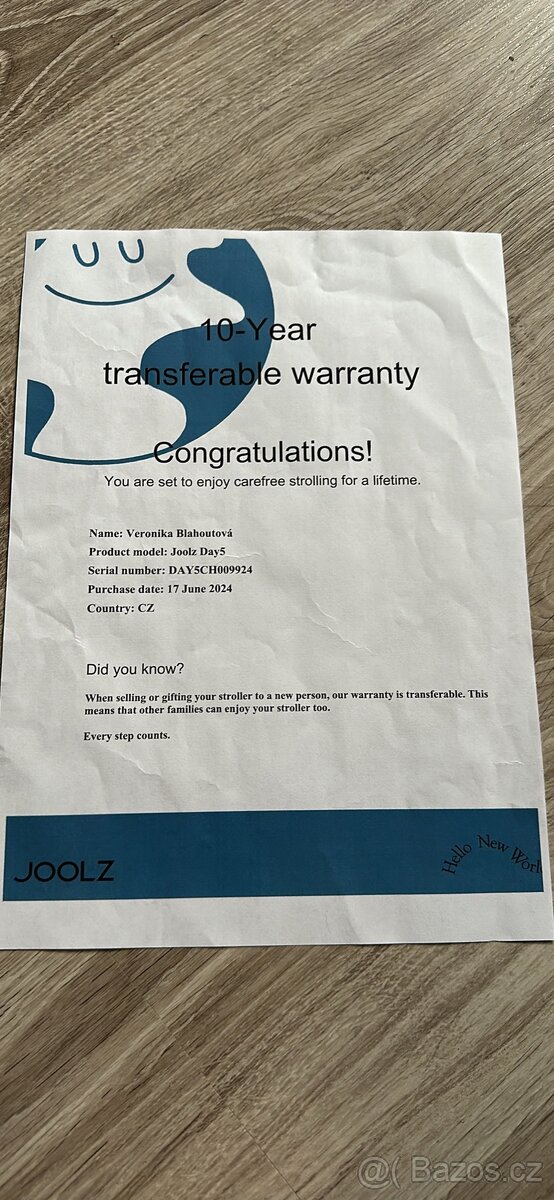 10-Year
transferable warranty
Congratulations!
You are set to enjoy carefree strolling for a lifetime.
Name: Veronika Blahoutová
Product model: Joolz Day5
Serial number: DAY5CH009924
Purchase date: 17 June 2024
Country: CZ
Did you know?
When selling or gifting your stroller to a new person, our warranty is transferable. This
means that other families can enjoy your stroller too.
Every step counts.
JOOLZ
Hello New Worl
@( Bazos.cz